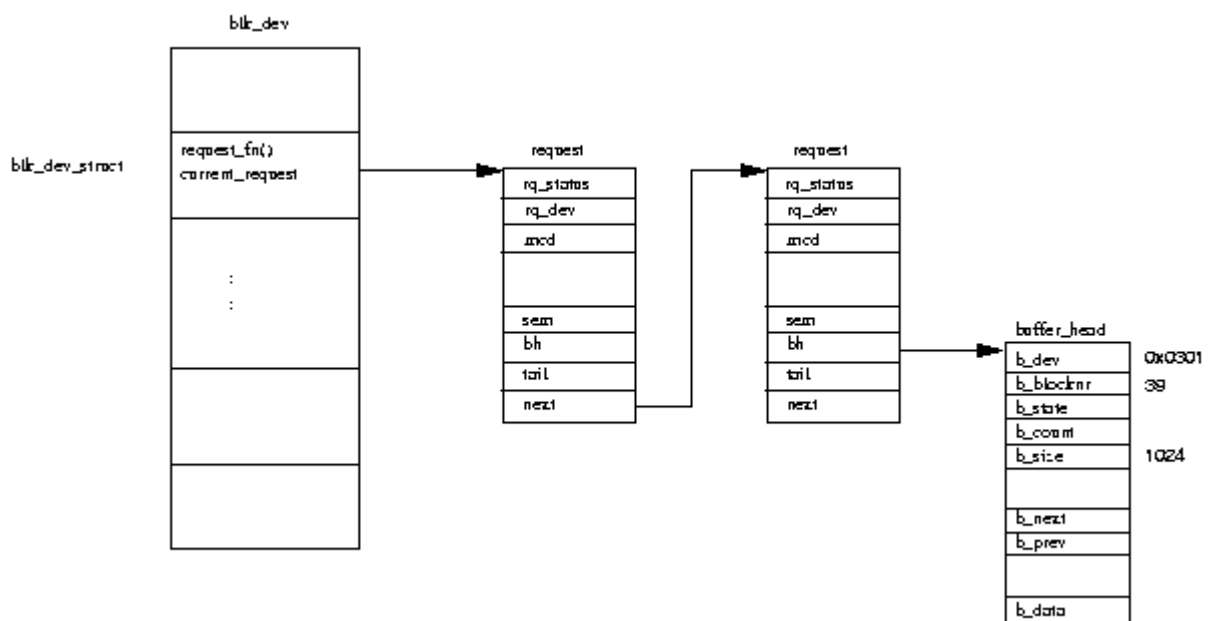 blk_dev
blk_dev_struct
request_fn()
current_request
:
:
request
rq_status
rq_dev
mcd
sem
bh
tail
next
request
rq_status
rq_dev
mcd
sem
bh
tail
next
buffer_head
b_dev 0x0301
b_blocknr 39
b_state
b_count
b_size 1024
b_next
b_prev
b_data